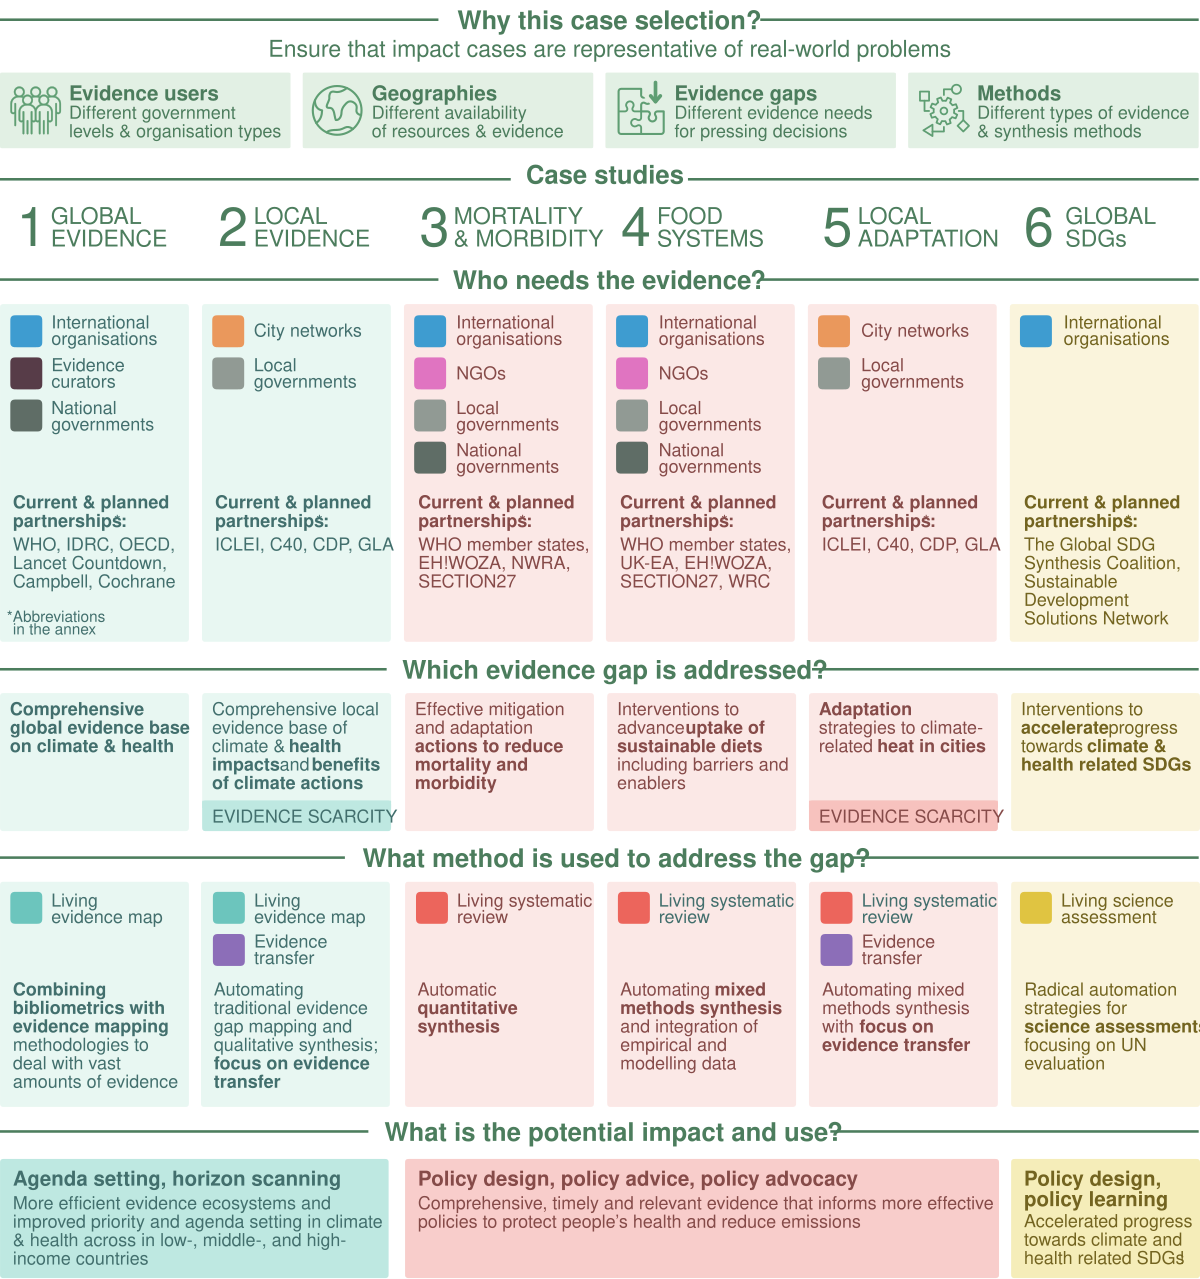 Why this case selection?
Ensure that impact cases are representative of real-world problems
Evidence users
Different government
levels & organisation types
Geographies
Different availability
of resources & evidence
Evidence gaps
Different evidence needs
for pressing decisions
Methods
Different types of evidence
& synthesis methods
Case studies
1 GLOBAL
EVIDENCE
2 LOCAL
EVIDENCE
3 MORTALITY
& MORBIDITY
4 FOOD
SYSTEMS
5 LOCAL
ADAPTATION
6 GLOBAL
SDGs
Who needs the evidence?
International
organisations
Evidence
curators
National
governments
Current & planned
partnerships*:
WHO, IDRC, OECD,
Lancet Countdown,
Campbell, Cochrane
*Abbreviations
in the annex
City networks
Local
governments
Current & planned
partnerships*:
ICLEI, C40, CDP, GLA
International
organisations
NGOs
Local
governments
National
governments
Current & planned
partnerships*:
WHO member states,
EH!WOZA, NWRA,
SECTION27
International
organisations
NGOs
Local
governments
National
governments
Current & planned
partnerships*:
WHO member states,
UK-EA, EH!WOZA,
SECTION27, WRC
City networks
Local
governments
Current & planned
partnerships*:
ICLEI, C40, CDP, GLA
International
organisations
Current & planned
partnerships*:
The Global SDG
Synthesis Coalition,
Sustainable
Development
Solutions Network
Which evidence gap is addressed?
Comprehensive
global evidence base
on climate & health
Comprehensive local
evidence base of
climate & health
impacts and benefits
of climate actions
EVIDENCE SCARCITY
Effective mitigation
and adaptation
actions to reduce
mortality and
morbidity
Interventions to
advance uptake of
sustainable diets
including barriers and
enablers
Adaptation
strategies to climate-
related heat in cities
EVIDENCE SCARCITY
Interventions to
accelerate progress
towards climate &
health related SDGs
What method is used to address the gap?
Living
evidence map
Combining
bibliometrics with
evidence mapping
methodologies to
deal with vast
amounts of evidence
Living
evidence map
Evidence
transfer
Automating
traditional evidence
gap mapping and
qualitative synthesis;
focus on evidence
transfer
Living systematic
review
Automatic
quantitative
synthesis
Living systematic
review
Automating mixed
methods synthesis
and integration of
empirical and
modelling data
Living systematic
review
Evidence
transfer
Automating mixed
methods synthesis
with focus on
evidence transfer
Living science
assessment
Radical automation
strategies for
science assessments
focusing on UN
evaluation
What is the potential impact and use?
Agenda setting, horizon scanning
More efficient evidence ecosystems and
improved priority and agenda setting in climate
& health across in low-, middle-, and high-
income countries
Policy design, policy advice, policy advocacy
Comprehensive, timely and relevant evidence that informs more effective
policies to protect people's health and reduce emissions
Policy design,
policy learning
Accelerated progress
towards climate and
health related SDGs